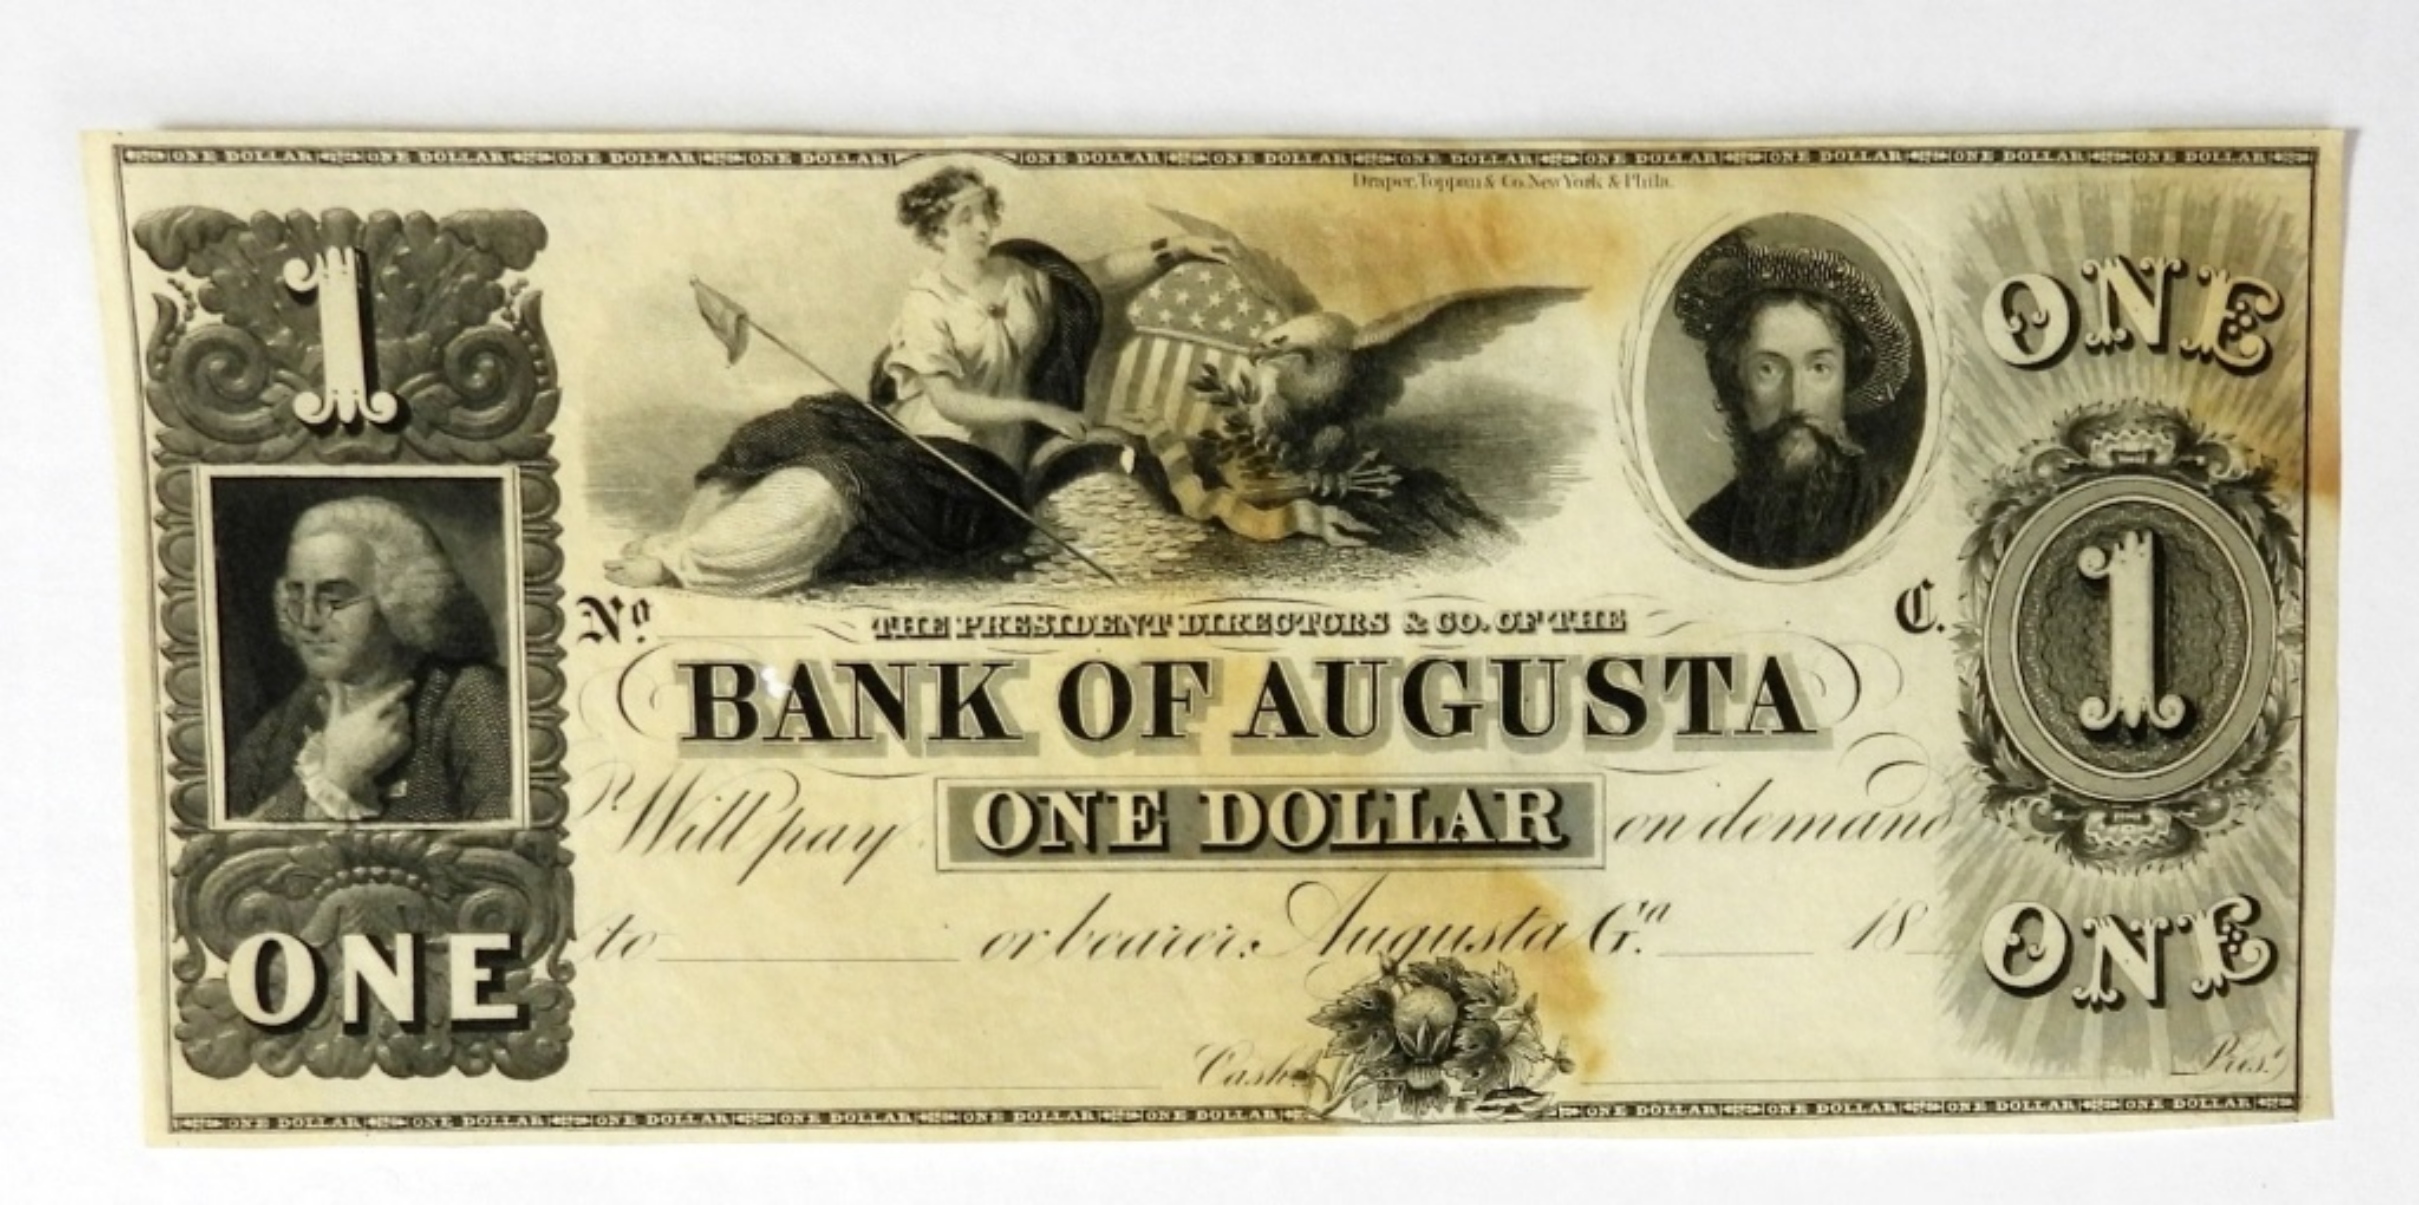 ONE DOLLAR ONE DOLLAR ONE DOLLAR ONE DOLLAR ONE DOLLAR ONE DOLLAR ONE DOLLAR ONE DOLLAR ONE DOLLAR ONE DOLLAR ONE DOLLAR
Draper, Toppan & Co. New York & Phila.
1
ONE
No.
THE PRESIDENT DIRECTORS & CO. OF THE
C.
1
BANK OF AUGUSTA
Will pay ONE DOLLAR on demand
to or bearer: Augusta Ga. 18
ONE
ONE
Cashr.
Prest.
ONE DOLLAR ONE DOLLAR ONE DOLLAR ONE DOLLAR ONE DOLLAR ONE DOLLAR ONE DOLLAR ONE DOLLAR ONE DOLLAR ONE DOLLAR